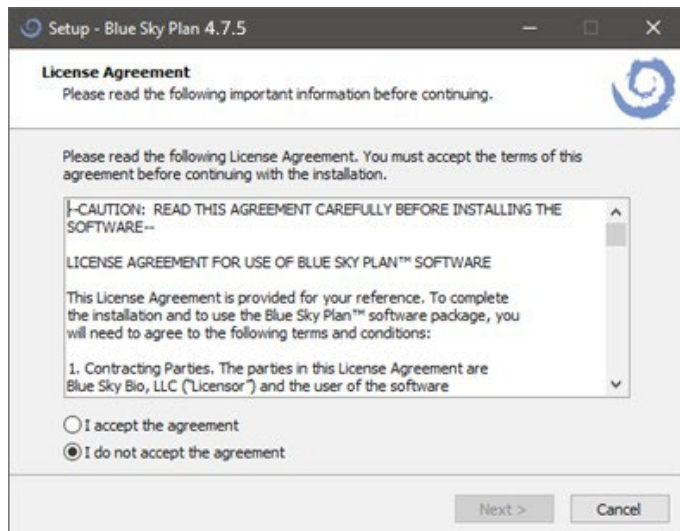 Setup - Blue Sky Plan 4.7.5
License Agreement
Please read the following important information before continuing.
Please read the following License Agreement. You must accept the terms of this
agreement before continuing with the installation.
--CAUTION: READ THIS AGREEMENT CAREFULLY BEFORE INSTALLING THE
SOFTWARE--
LICENSE AGREEMENT FOR USE OF BLUE SKY PLAN™ SOFTWARE
This License Agreement is provided for your reference. To complete
the installation and to use the Blue Sky Plan™ software package, you
will need to agree to the following terms and conditions:
1. Contracting Parties. The parties in this License Agreement are
Blue Sky Bio, LLC ("Licensor") and the user of the software
I accept the agreement
I do not accept the agreement
Next >
Cancel